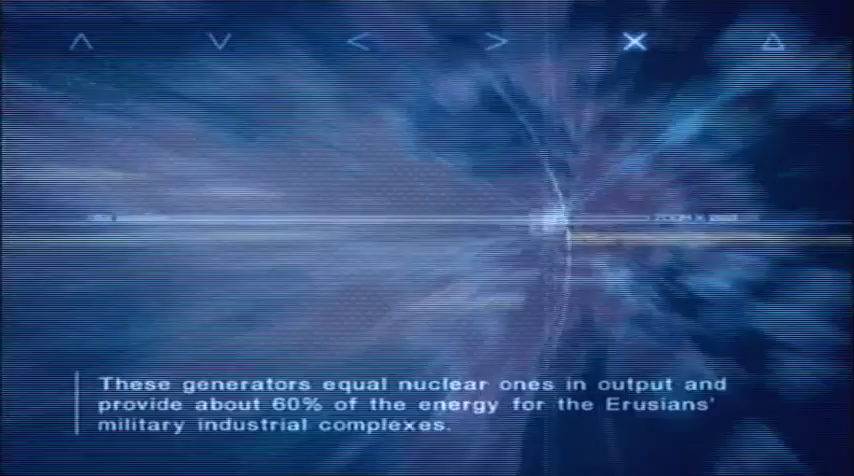 These generators equal nuclear ones in output and
provide about 60% of the energy for the Erusians'
military industrial complexes.